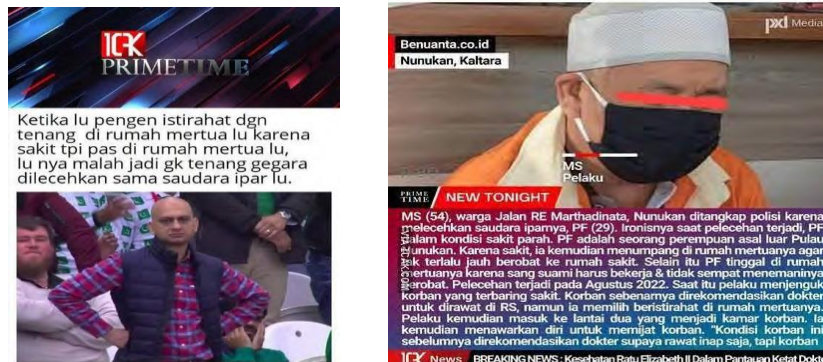 1CAK
PRIMETIME
Ketika lu pengen istirahat dgn
tenang di rumah mertua lu karena
sakit tpi pas di rumah mertua lu,
lu nya malah jadi gk tenang gegara
dilecehkan sama saudara ipar lu.
pxl Media
Benuanta.co.id
Nunukan, Kaltara
MS
Pelaku
PRIME TIME
NEW TONIGHT
MS (54), warga Jalan RE Marthadinata, Nunukan ditangkap polisi karena
melecehkan saudara iparnya, PF (29). Ironisnya saat pelecehan terjadi, PF
dalam kondisi sakit parah. PF adalah seorang perempuan asal luar Pulau
Nunukan. Karena sakit, ia kemudian menumpang di rumah mertuanya agar
tak terlalu jauh berobat ke rumah sakit. Selain itu PF tinggal di rumah
mertuanya karena sang suami harus bekerja & tidak sempat menemaninya
berobat. Pelecehan terjadi pada Agustus 2022. Saat itu pelaku menjenguk
korban yang terbaring sakit. Korban sebenarnya direkomendasikan dokter
untuk dirawat di RS, namun ia memilih beristirahat di rumah mertuanya.
Pelaku kemudian masuk ke lantai dua yang menjadi kamar korban. Ia
kemudian menawarkan diri untuk memijat korban. "Kondisi korban ini
sebelumnya direkomendasikan dokter supaya rawat inap saja, tapi korban
1CAK News BREAKING NEWS : Kesehatan Ratu Elizabeth II Dalam Pantauan Ketat Dokt